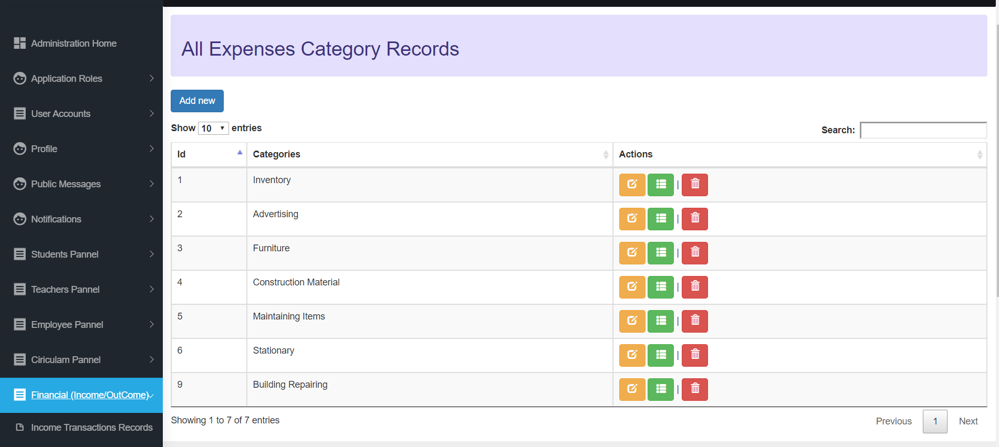 Administration Home
Application Roles
User Accounts
Profile
Public Messages
Notifications
Students Pannel
Teachers Pannel
Employee Pannel
Ciriculam Pannel
Financial (Income/OutCome)
Income Transactions Records
All Expenses Category Records
Add new
Show 10 entries
Search:
Id Categories Actions
1 Inventory |
2 Advertising |
3 Furniture |
4 Construction Material |
5 Maintaining Items |
6 Stationary |
9 Building Repairing |
Showing 1 to 7 of 7 entries
Previous 1 Next